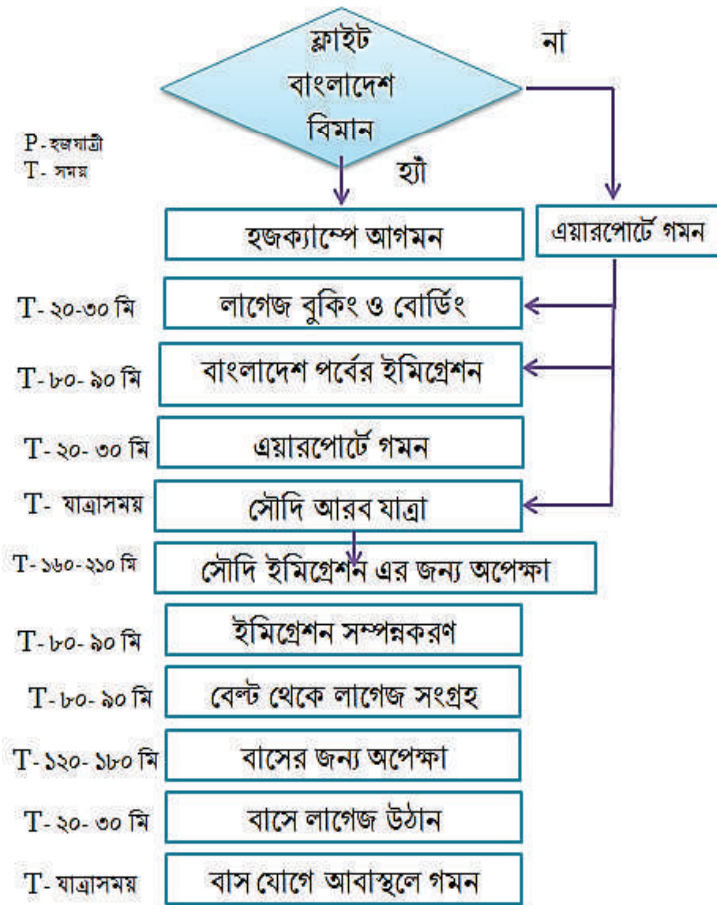 ফ্লাইট
বাংলাদেশ
বিমান
না
P- হজযাত্রী
T- সময়
হ্যাঁ
হজক্যাম্পে আগমন
এয়ারপোর্টে গমন
T- ২০-৩০ মি
লাগেজ বুকিং ও বোর্ডিং
T- ৮০- ৯০ মি
বাংলাদেশ পর্বের ইমিগ্রেশন
T- ২০- ৩০ মি
এয়ারপোর্টে গমন
T- যাত্রাসময়
সৌদি আরব যাত্রা
T- ১৬০-২১০ মি
সৌদি ইমিগ্রেশন এর জন্য অপেক্ষা
T- ৮০- ৯০ মি
ইমিগ্রেশন সম্পন্নকরণ
T- ৮০- ৯০ মি
বেল্ট থেকে লাগেজ সংগ্রহ
T- ১২০- ১৮০ মি
বাসের জন্য অপেক্ষা
T- ২০- ৩০ মি
বাসে লাগেজ উঠান
T- যাত্রাসময়
বাস যোগে আবাস্থলে গমন